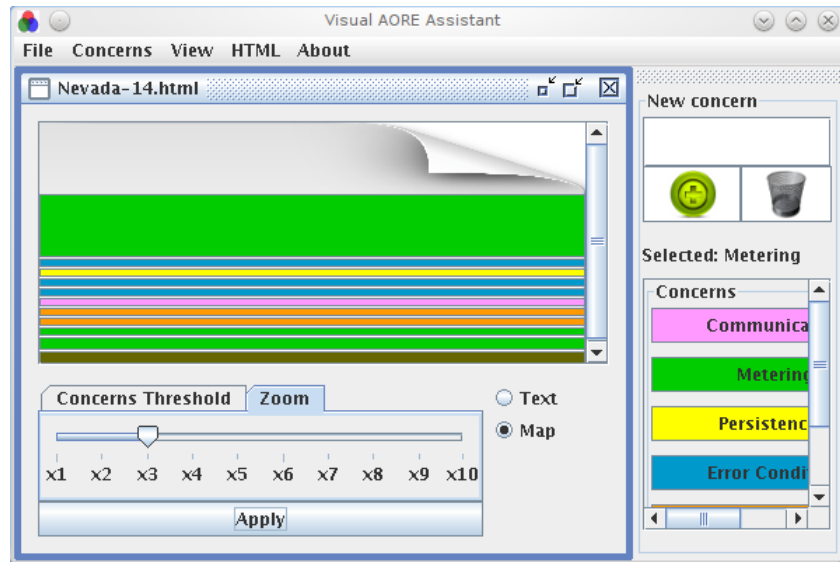 Visual AORE Assistant
File Concerns View HTML About
Nevada-14.html
New concern
Selected: Metering
Concerns
Communica
Metering
Persistenc
Error Condi
Concerns Threshold Zoom
Text
Map
x1 x2 x3 x4 x5 x6 x7 x8 x9 x10
Apply